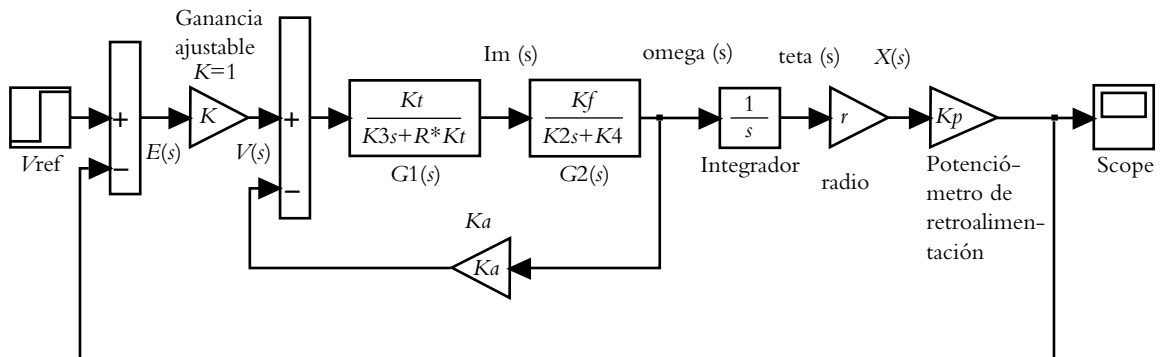 Ganancia
ajustable
K=1
Im (s)
omega (s)
teta (s)
X(s)
Vref
+
−
E(s)
K
V(s)
+
−
Kt
K3s+R*Kt
G1(s)
Kf
K2s+K4
G2(s)
1
s
Integrador
r
radio
Kp
Potenció-
metro de
retroalimen-
tación
Scope
Ka
Ka